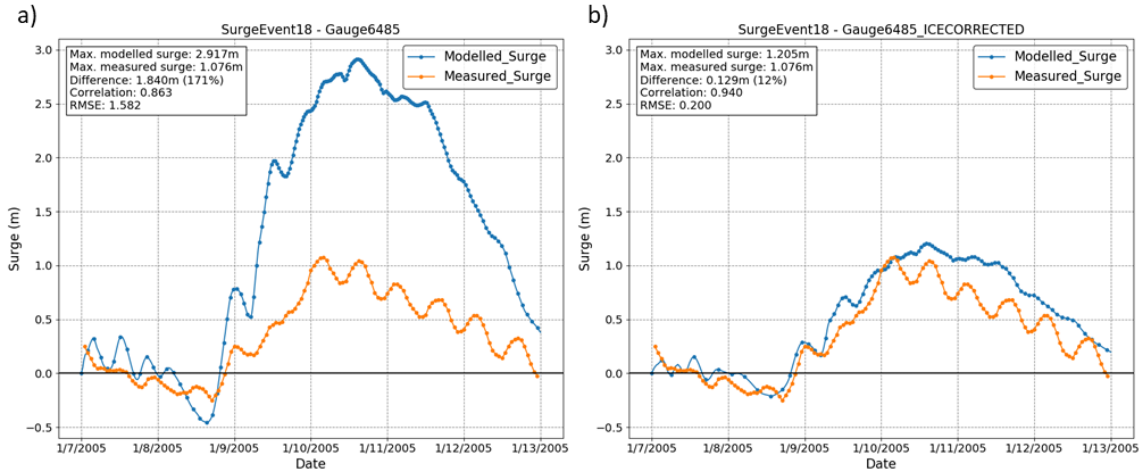 a)
SurgeEvent18 - Gauge6485
Max. modelled surge: 2.917m
Max. measured surge: 1.076m
Difference: 1.840m (171%)
Correlation: 0.863
RMSE: 1.582
Modelled_Surge
Measured_Surge
3.0
2.5
2.0
1.5
1.0
0.5
0.0
−0.5
Surge (m)
1/7/2005 1/8/2005 1/9/2005 1/10/2005 1/11/2005 1/12/2005 1/13/2005
Date
b)
SurgeEvent18 - Gauge6485_ICECORRECTED
Max. modelled surge: 1.205m
Max. measured surge: 1.076m
Difference: 0.129m (12%)
Correlation: 0.940
RMSE: 0.200
Modelled_Surge
Measured_Surge
3.0
2.5
2.0
1.5
1.0
0.5
0.0
−0.5
Surge (m)
1/7/2005 1/8/2005 1/9/2005 1/10/2005 1/11/2005 1/12/2005 1/13/2005
Date